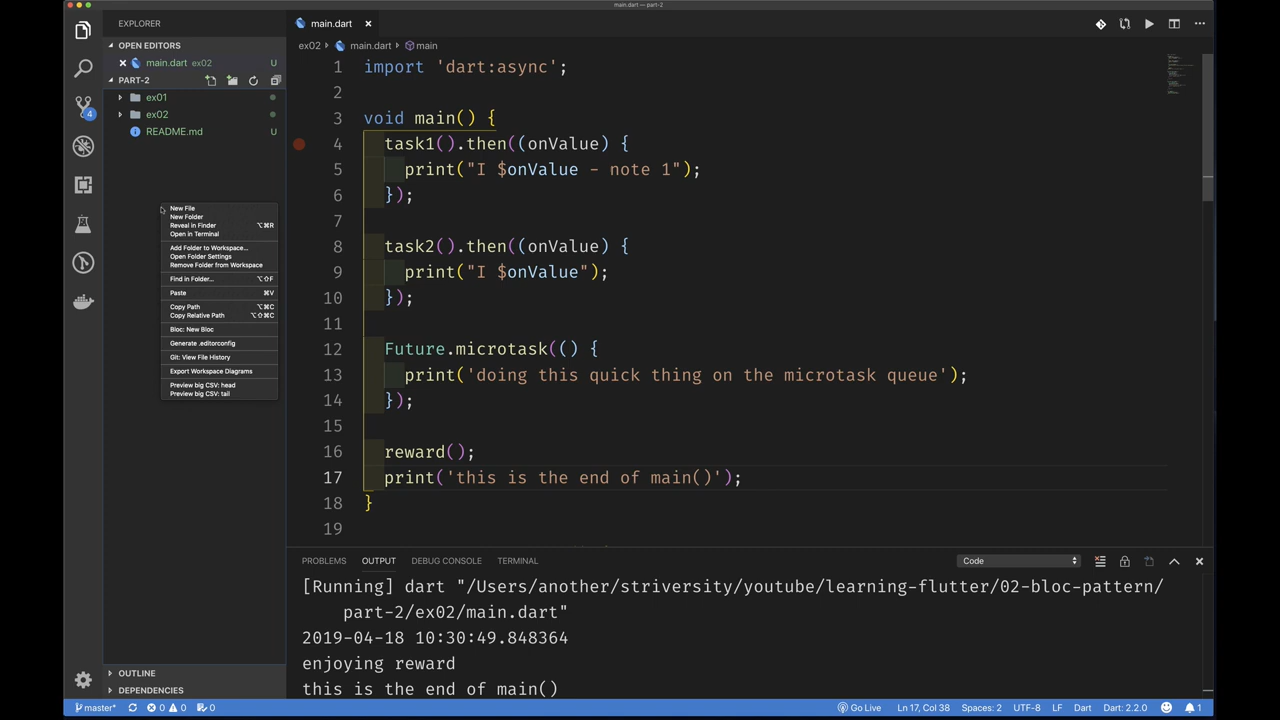 main.dart — part-2
EXPLORER
OPEN EDITORS
main.dart ex02 U
PART-2
ex01
ex02
README.md U
4
New File
New Folder
Reveal in Finder ⌥⌘R
Open in Terminal
Add Folder to Workspace...
Open Folder Settings
Remove Folder from Workspace
Find in Folder... ⌥⇧F
Paste ⌘V
Copy Path ⌥⌘C
Copy Relative Path ⌥⇧⌘C
Bloc: New Bloc
Generate .editorconfig
Git: View File History
Export Workspace Diagrams
Preview big CSV: head
Preview big CSV: tail
OUTLINE
DEPENDENCIES
main.dart
ex02 › main.dart › main
1 import 'dart:async';
2
3 void main() {
4 task1().then((onValue) {
5 print("I $onValue - note 1");
6 });
7
8 task2().then((onValue) {
9 print("I $onValue");
10 });
11
12 Future.microtask(() {
13 print('doing this quick thing on the microtask queue');
14 });
15
16 reward();
17 print('this is the end of main()');
18 }
19
PROBLEMS OUTPUT DEBUG CONSOLE TERMINAL Code
[Running] dart "/Users/another/striversity/youtube/learning-flutter/02-bloc-pattern/
part-2/ex02/main.dart"
2019-04-18 10:30:49.848364
enjoying reward
this is the end of main()
master* 0 0 0 Go Live Ln 17, Col 38 Spaces: 2 UTF-8 LF Dart Dart: 2.2.0 1